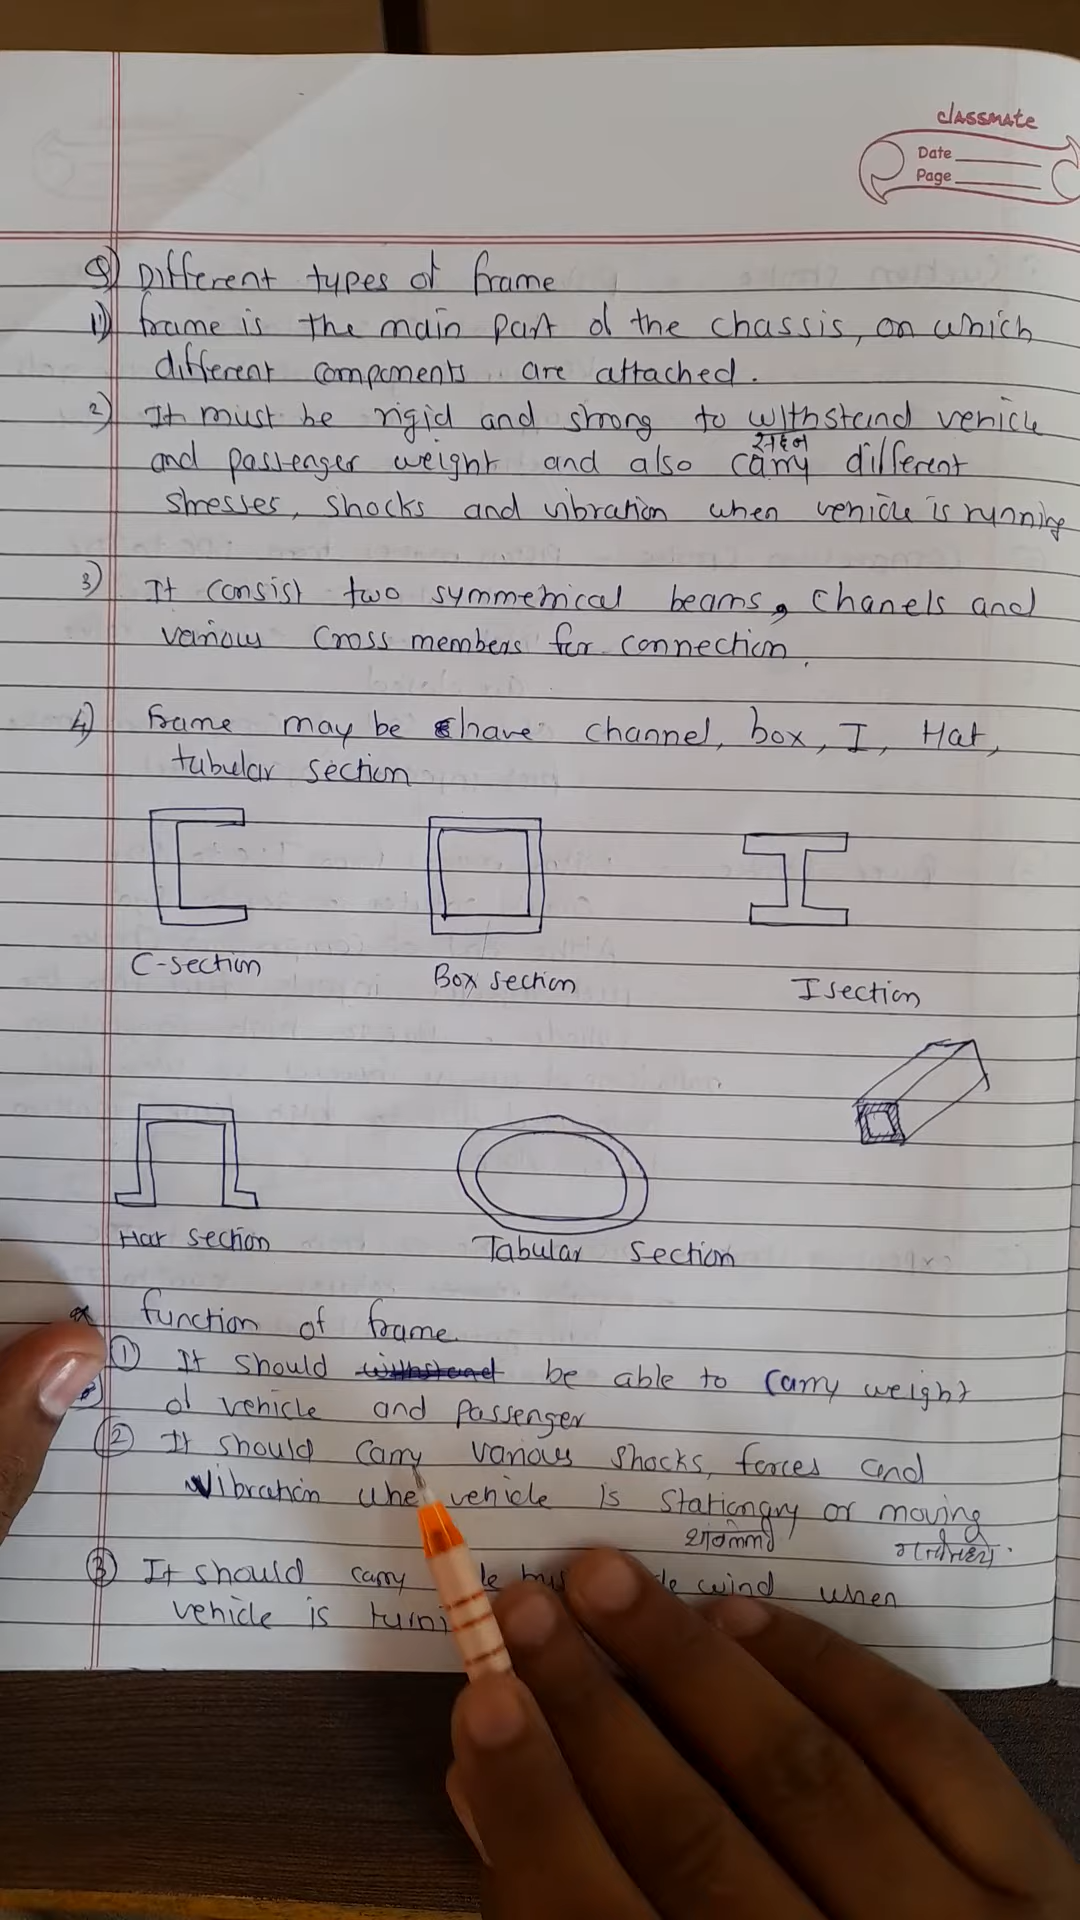 classmate
Date
Page
Q) Different types of frame
1) frame is the main part of the chassis, on which
different components are attached.
2) It must be rigid and strong to withstand vehicle
सहन
and passenger weight and also carry different
stresses, shocks and vibration when vehicle is running
3) It consist two symmetrical beams, chanels and
various cross members for connection.
4) frame may be have channel, box, I, Hat,
tubular section
C-section
Box section
I section
Hat section
Tabular section
* function of frame.
① It should be able to carry weight
of vehicle and passenger
② It should carry various shocks, forces and
vibration whe vehicle is stationary or moving
③ It should carry wind when
vehicle is turni